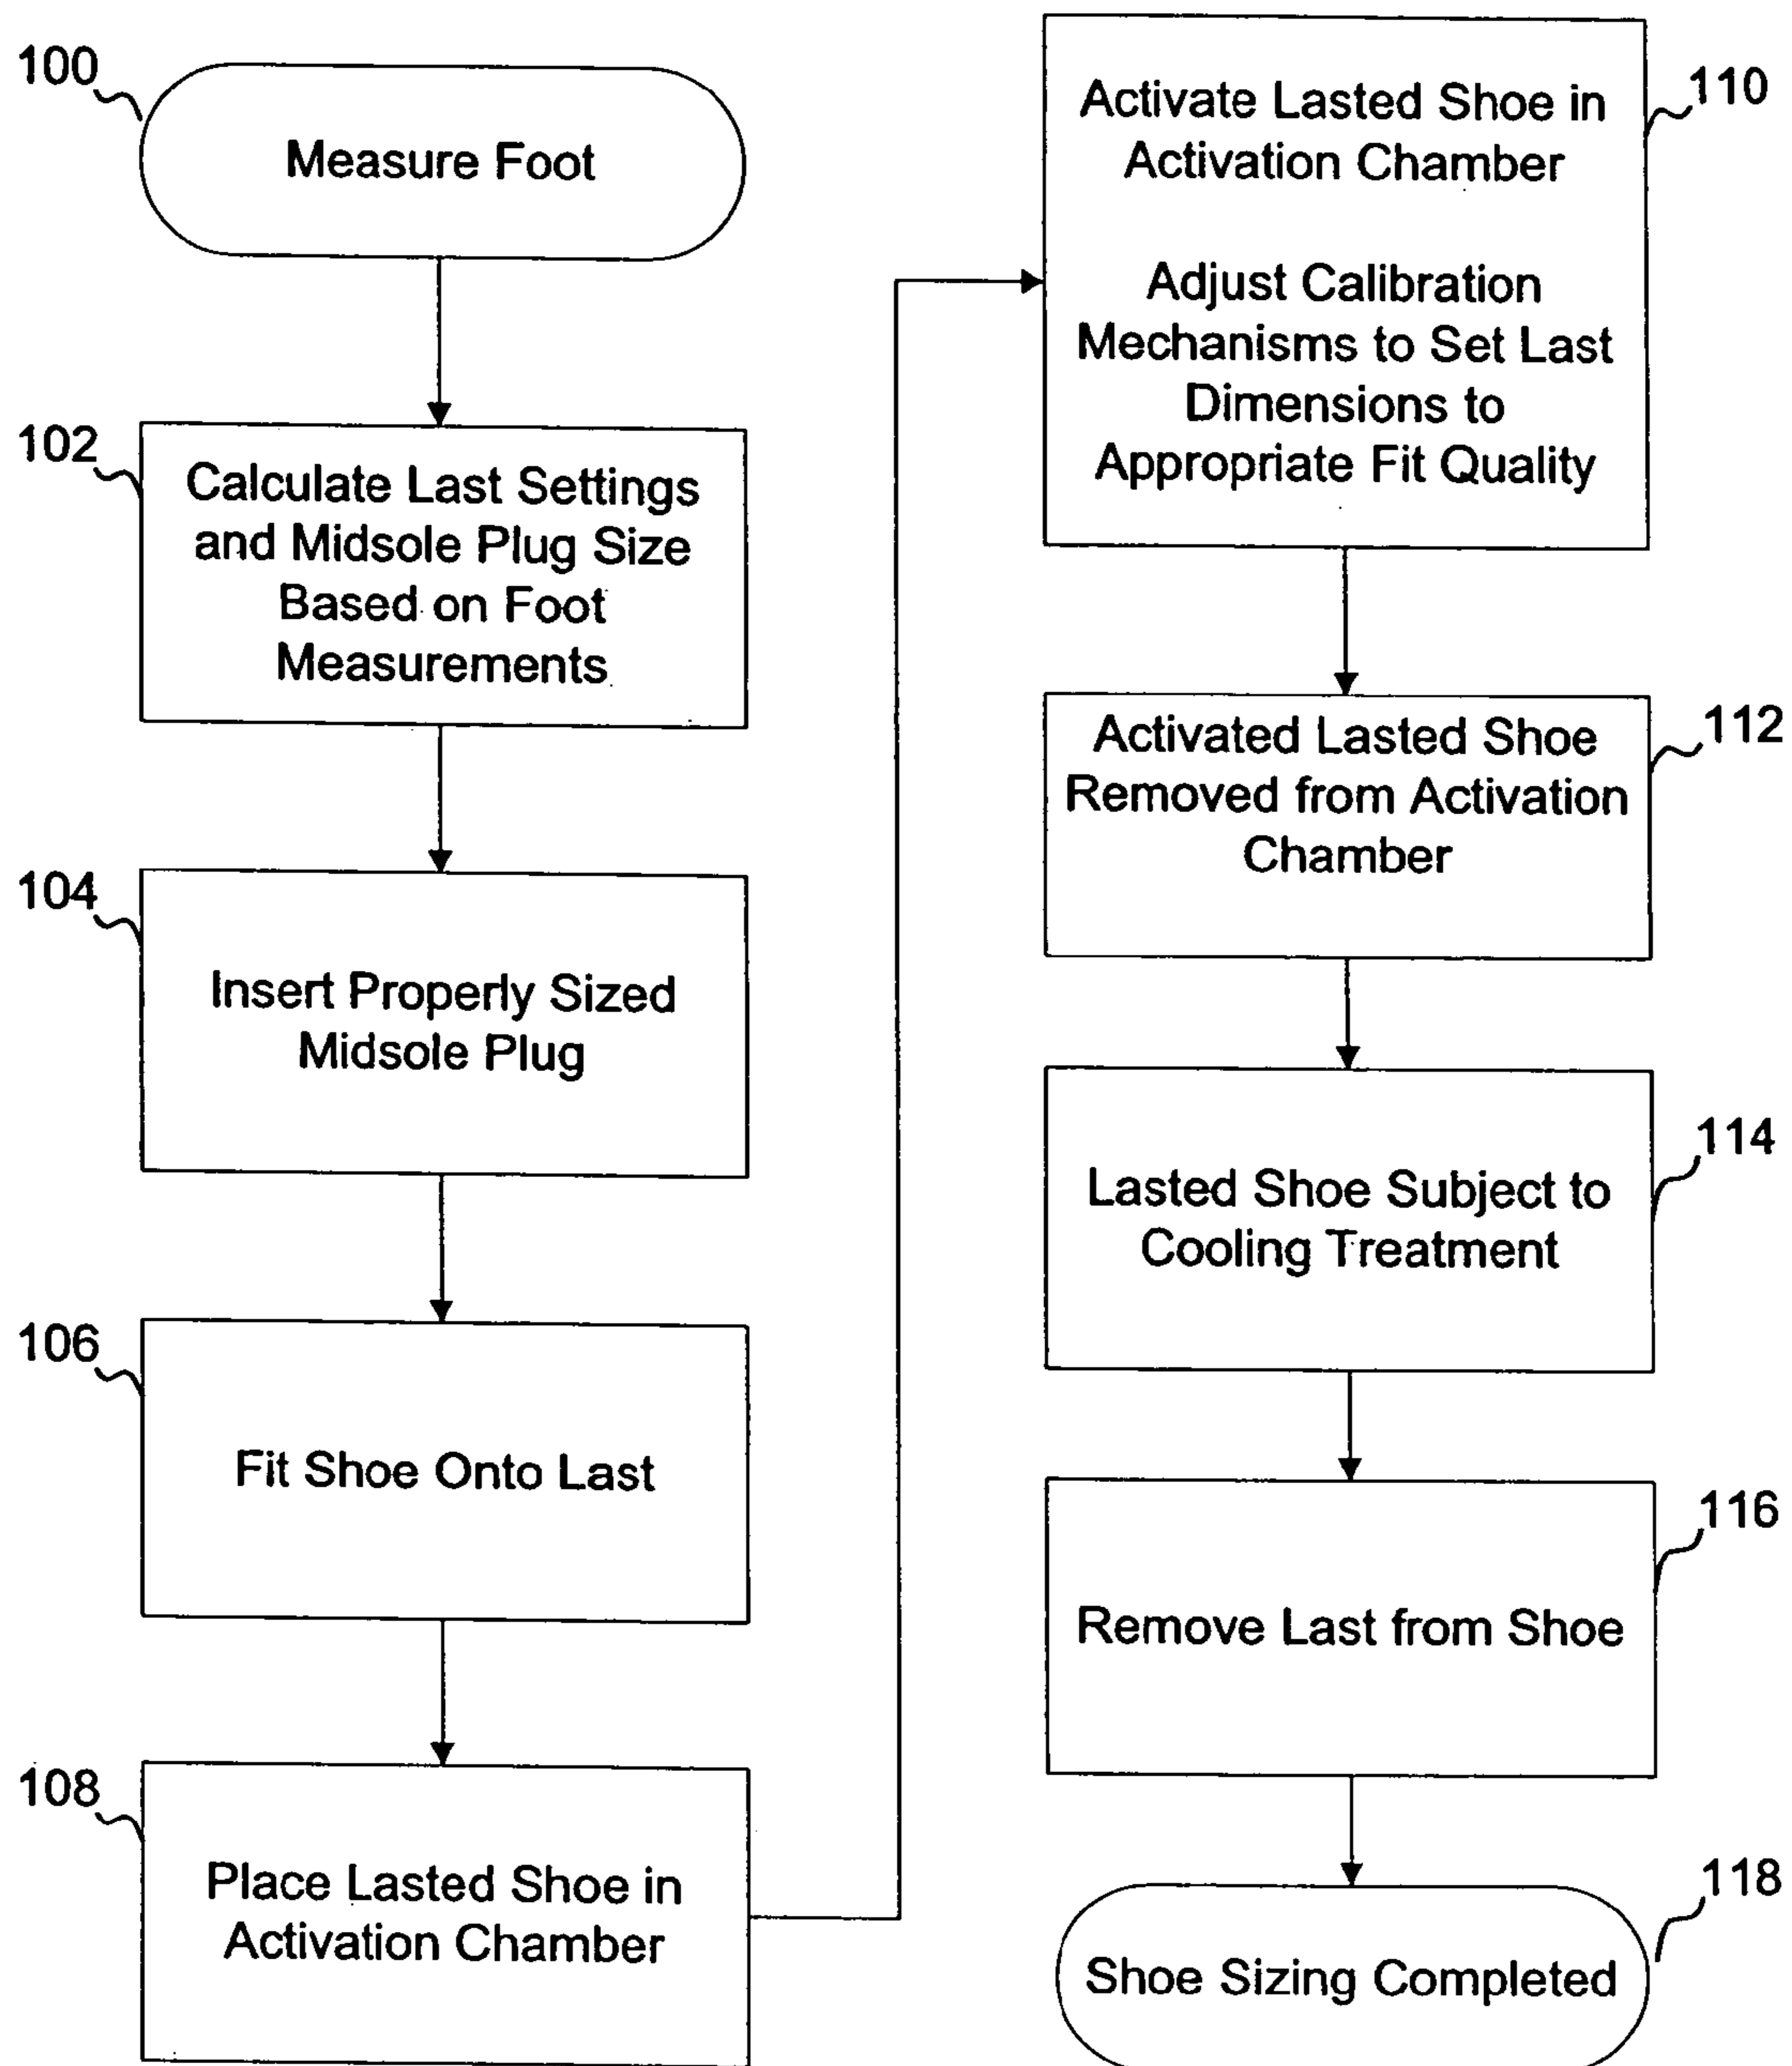 100
Measure Foot
102
Calculate Last Settings
and Midsole Plug Size
Based on Foot
Measurements
104
Insert Properly Sized
Midsole Plug
106
Fit Shoe Onto Last
108
Place Lasted Shoe in
Activation Chamber
110
Activate Lasted Shoe in
Activation Chamber
Adjust Calibration
Mechanisms to Set Last
Dimensions to
Appropriate Fit Quality
112
Activated Lasted Shoe
Removed from Activation
Chamber
114
Lasted Shoe Subject to
Cooling Treatment
116
Remove Last from Shoe
118
Shoe Sizing Completed